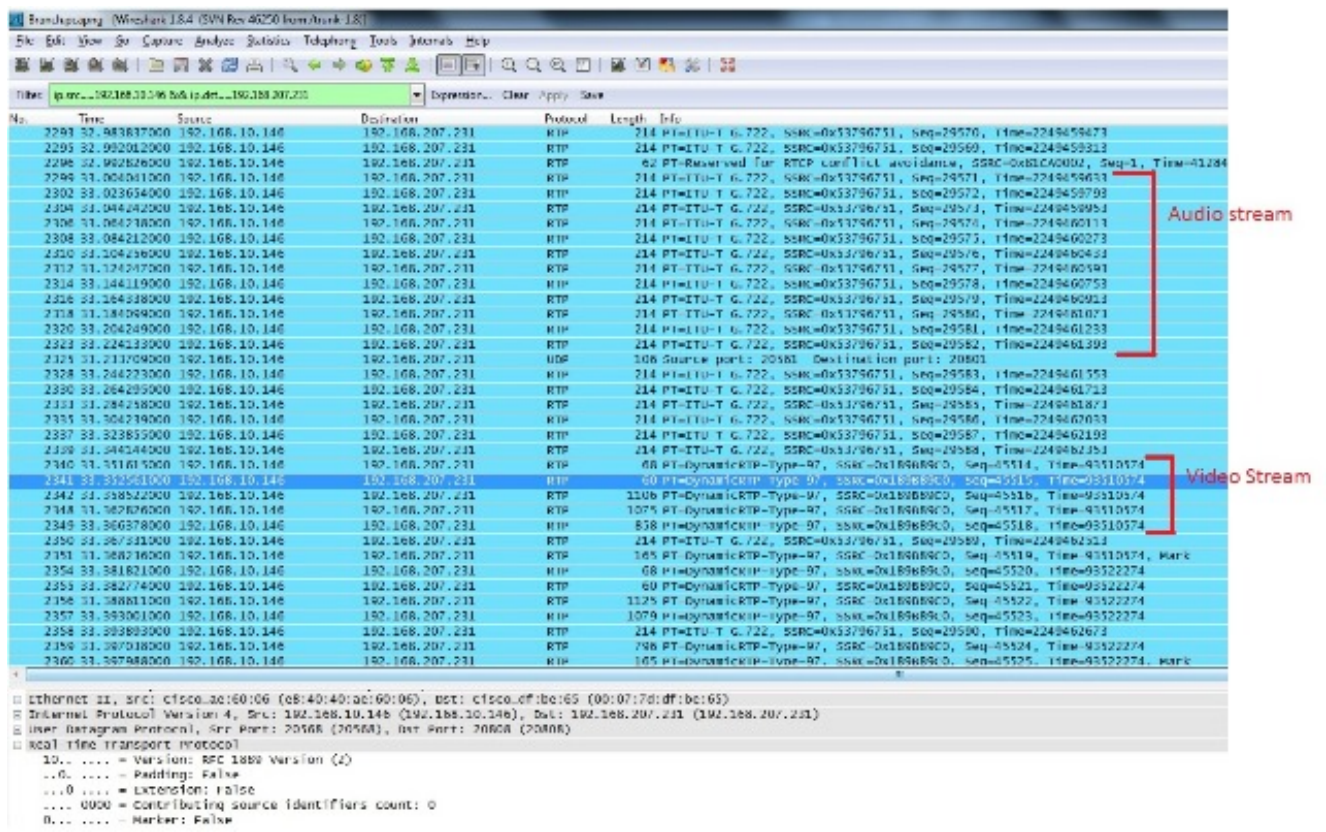 Branch.pcapng [Wireshark 1.8.4 (SVN Rev 46250 from /trunk-1.8)]
File Edit View Go Capture Analyze Statistics Telephony Tools Internals Help
Filter: Expression... Clear Apply Save
No. Time Source Destination Protocol Length Info
2293 32.983837000 192.168.10.146 192.168.207.231 RTP 214 PT=ITU-T G.722, SSRC=0x53796751, Seq=29570, Time=2249459473
2295 32.992012000 192.168.10.146 192.168.207.231 RTP 214 PT=ITU-T G.722, SSRC=0x53796751, Seq=29569, Time=2249459313
2296 32.992826000 192.168.10.146 192.168.207.231 RTP 62 PT=Reserved for RTCP conflict avoidance, SSRC=0x81CA0002, Seq=1, Time=41284
2299 33.004041000 192.168.10.146 192.168.207.231 RTP 214 PT=ITU-T G.722, SSRC=0x53796751, Seq=29571, Time=2249459633
2302 33.023654000 192.168.10.146 192.168.207.231 RTP 214 PT=ITU-T G.722, SSRC=0x53796751, Seq=29572, Time=2249459793
2304 33.044242000 192.168.10.146 192.168.207.231 RTP 214 PT=ITU-T G.722, SSRC=0x53796751, Seq=29573, Time=2249459953
Audio stream
2306 33.064238000 192.168.10.146 192.168.207.231 RTP 214 PT=ITU-T G.722, SSRC=0x53796751, Seq=29574, Time=2249460113
2308 33.084212000 192.168.10.146 192.168.207.231 RTP 214 PT=ITU-T G.722, SSRC=0x53796751, Seq=29575, Time=2249460273
2310 33.104256000 192.168.10.146 192.168.207.231 RTP 214 PT=ITU-T G.722, SSRC=0x53796751, Seq=29576, Time=2249460433
2312 33.124247000 192.168.10.146 192.168.207.231 RTP 214 PT=ITU-T G.722, SSRC=0x53796751, Seq=29577, Time=2249460593
2314 33.144119000 192.168.10.146 192.168.207.231 RTP 214 PT=ITU-T G.722, SSRC=0x53796751, Seq=29578, Time=2249460753
2316 33.164338000 192.168.10.146 192.168.207.231 RTP 214 PT=ITU-T G.722, SSRC=0x53796751, Seq=29579, Time=2249460913
2318 33.184099000 192.168.10.146 192.168.207.231 RTP 214 PT=ITU-T G.722, SSRC=0x53796751, Seq=29580, Time=2249461073
2320 33.204249000 192.168.10.146 192.168.207.231 RTP 214 PT=ITU-T G.722, SSRC=0x53796751, Seq=29581, Time=2249461233
2323 33.224133000 192.168.10.146 192.168.207.231 RTP 214 PT=ITU-T G.722, SSRC=0x53796751, Seq=29582, Time=2249461393
2325 33.233709000 192.168.10.146 192.168.207.231 UDP 106 Source port: 20561 Destination port: 20801
2328 33.244223000 192.168.10.146 192.168.207.231 RTP 214 PT=ITU-T G.722, SSRC=0x53796751, Seq=29583, Time=2249461553
2330 33.264295000 192.168.10.146 192.168.207.231 RTP 214 PT=ITU-T G.722, SSRC=0x53796751, Seq=29584, Time=2249461713
2333 33.284258000 192.168.10.146 192.168.207.231 RTP 214 PT=ITU-T G.722, SSRC=0x53796751, Seq=29585, Time=2249461873
2335 33.304239000 192.168.10.146 192.168.207.231 RTP 214 PT=ITU-T G.722, SSRC=0x53796751, Seq=29586, Time=2249462033
2337 33.323855000 192.168.10.146 192.168.207.231 RTP 214 PT=ITU-T G.722, SSRC=0x53796751, Seq=29587, Time=2249462193
2339 33.344144000 192.168.10.146 192.168.207.231 RTP 214 PT=ITU-T G.722, SSRC=0x53796751, Seq=29588, Time=2249462353
2340 33.351615000 192.168.10.146 192.168.207.231 RTP 68 PT=DynamicRTP-Type-97, SSRC=0x189B89C0, Seq=45514, Time=93510574
2341 33.352561000 192.168.10.146 192.168.207.231 RTP 60 PT=DynamicRTP-Type-97, SSRC=0x189B89C0, Seq=45515, Time=93510574
Video Stream
2342 33.358522000 192.168.10.146 192.168.207.231 RTP 1106 PT=DynamicRTP-Type-97, SSRC=0x189B89C0, Seq=45516, Time=93510574
2348 33.362826000 192.168.10.146 192.168.207.231 RTP 1075 PT=DynamicRTP-Type-97, SSRC=0x189B89C0, Seq=45517, Time=93510574
2349 33.366378000 192.168.10.146 192.168.207.231 RTP 858 PT=DynamicRTP-Type-97, SSRC=0x189B89C0, Seq=45518, Time=93510574
2350 33.367331000 192.168.10.146 192.168.207.231 RTP 214 PT=ITU-T G.722, SSRC=0x53796751, Seq=29589, Time=2249462513
2351 33.368236000 192.168.10.146 192.168.207.231 RTP 165 PT=DynamicRTP-Type-97, SSRC=0x189B89C0, Seq=45519, Time=93510574, Mark
2354 33.381821000 192.168.10.146 192.168.207.231 RTP 68 PT=DynamicRTP-Type-97, SSRC=0x189B89C0, Seq=45520, Time=93522274
2355 33.382774000 192.168.10.146 192.168.207.231 RTP 60 PT=DynamicRTP-Type-97, SSRC=0x189B89C0, Seq=45521, Time=93522274
2356 33.388611000 192.168.10.146 192.168.207.231 RTP 1125 PT=DynamicRTP-Type-97, SSRC=0x189B89C0, Seq=45522, Time=93522274
2357 33.393001000 192.168.10.146 192.168.207.231 RTP 1079 PT=DynamicRTP-Type-97, SSRC=0x189B89C0, Seq=45523, Time=93522274
2358 33.393893000 192.168.10.146 192.168.207.231 RTP 214 PT=ITU-T G.722, SSRC=0x53796751, Seq=29590, Time=2249462673
2359 33.397038000 192.168.10.146 192.168.207.231 RTP 796 PT=DynamicRTP-Type-97, SSRC=0x189B89C0, Seq=45524, Time=93522274
2360 33.397988000 192.168.10.146 192.168.207.231 RTP 165 PT=DynamicRTP-Type-97, SSRC=0x189B89C0, Seq=45525, Time=93522274, Mark
Ethernet II, Src: Cisco_ae:60:06 (e8:40:40:ae:60:06), Dst: Cisco_df:be:65 (00:07:7d:df:be:65)
Internet Protocol Version 4, Src: 192.168.10.146 (192.168.10.146), Dst: 192.168.207.231 (192.168.207.231)
User Datagram Protocol, Src Port: 20568 (20568), Dst Port: 20808 (20808)
Real Time Transport Protocol
10.. .... = Version: RFC 1889 Version (2)
..0. .... = Padding: False
...0 .... = Extension: False
.... 0000 = Contributing source identifiers count: 0
0... .... = Marker: False